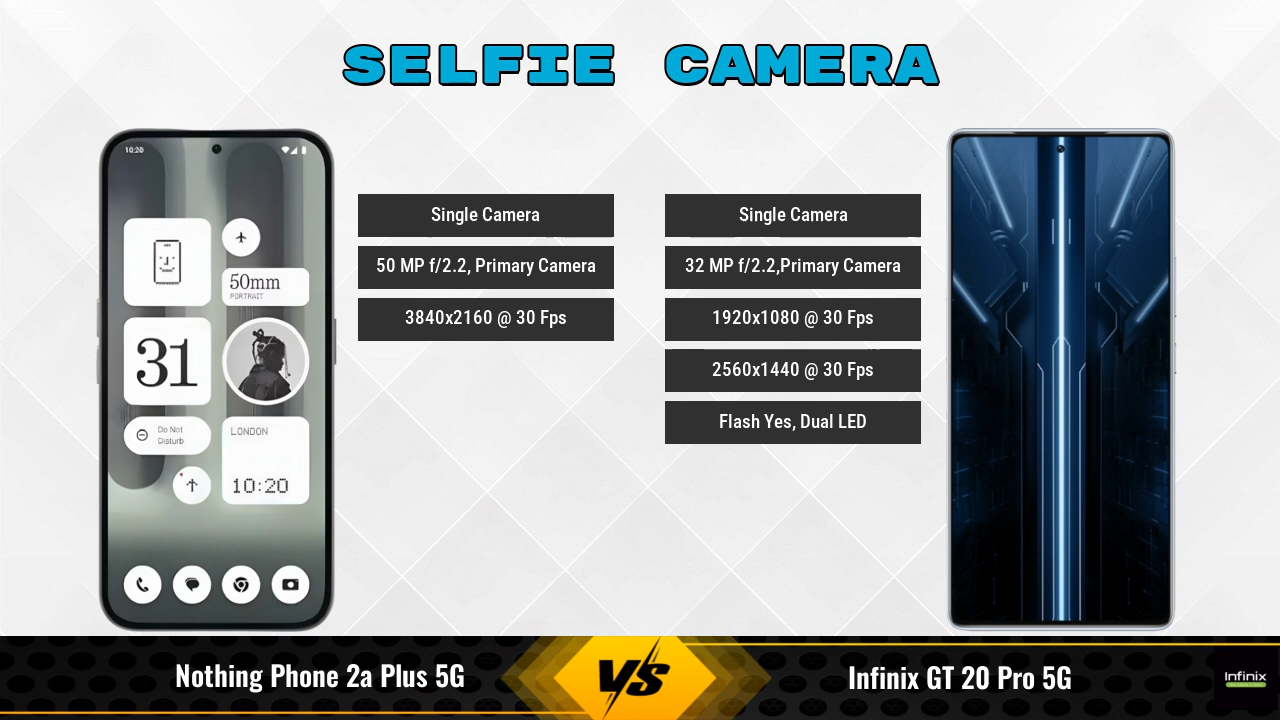 SELFIE CAMERA
10:20
50mm
PORTRAIT
31
Do Not
Disturb
LONDON
10:20
Single Camera
50 MP f/2.2, Primary Camera
3840x2160 @ 30 Fps
Single Camera
32 MP f/2.2,Primary Camera
1920x1080 @ 30 Fps
2560x1440 @ 30 Fps
Flash Yes, Dual LED
Nothing Phone 2a Plus 5G
VS
Infinix GT 20 Pro 5G
Infinix